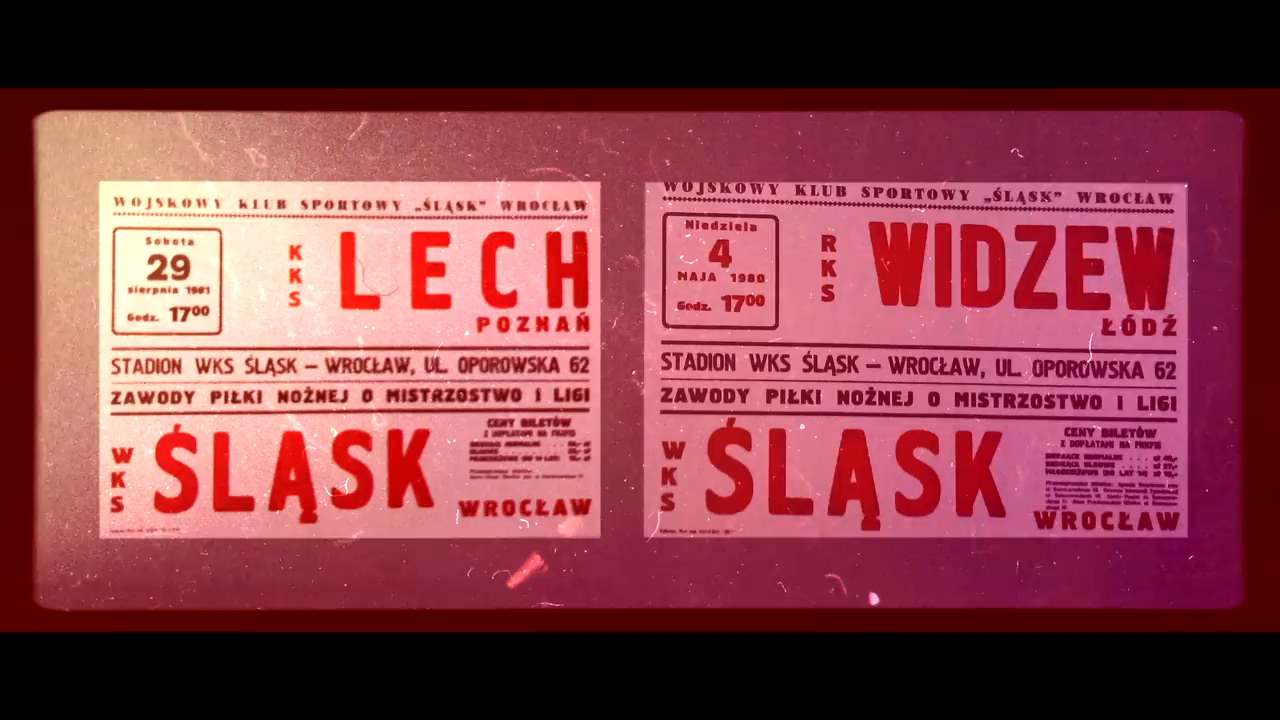 WOJSKOWY KLUB SPORTOWY „ŚLĄSK” WROCŁAW
Sobota
29
sierpnia 1981
Godz. 17⁰⁰
KKS
LECH
POZNAŃ
STADION WKS ŚLĄSK — WROCŁAW, UL. OPOROWSKA 62
ZAWODY PIŁKI NOŻNEJ O MISTRZOSTWO I LIGI
WKS
ŚLĄSK
CENY BILETÓW
WROCŁAW
WOJSKOWY KLUB SPORTOWY „ŚLĄSK” WROCŁAW
Niedziela
4
MAJA 1980
Godz. 17⁰⁰
RKS
WIDZEW
ŁÓDŹ
STADION WKS ŚLĄSK — WROCŁAW, UL. OPOROWSKA 62
ZAWODY PIŁKI NOŻNEJ O MISTRZOSTWO I LIGI
WKS
ŚLĄSK
CENY BILETÓW
WROCŁAW